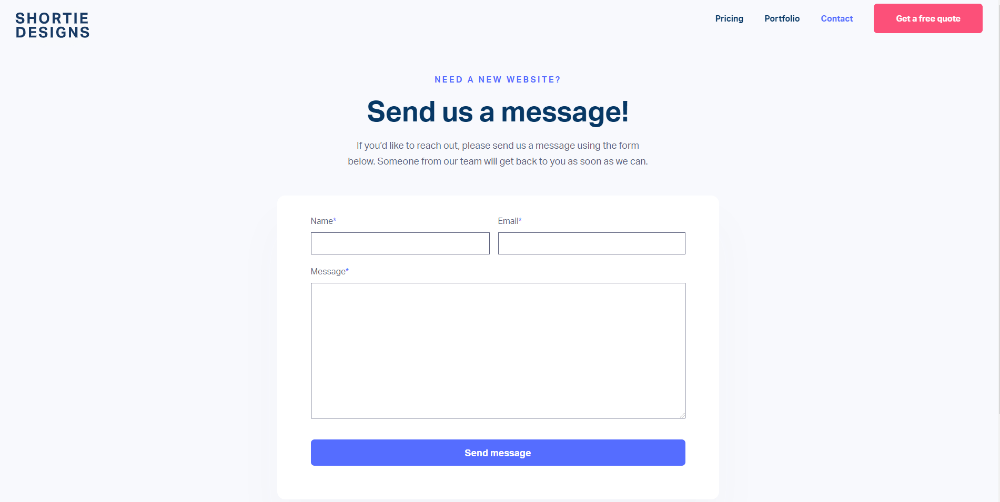 SHORTIE
DESIGNS
Pricing Portfolio Contact Get a free quote
NEED A NEW WEBSITE?
Send us a message!
If you’d like to reach out, please send us a message using the form
below. Someone from our team will get back to you as soon as we can.
Name* Email*
Message*
Send message